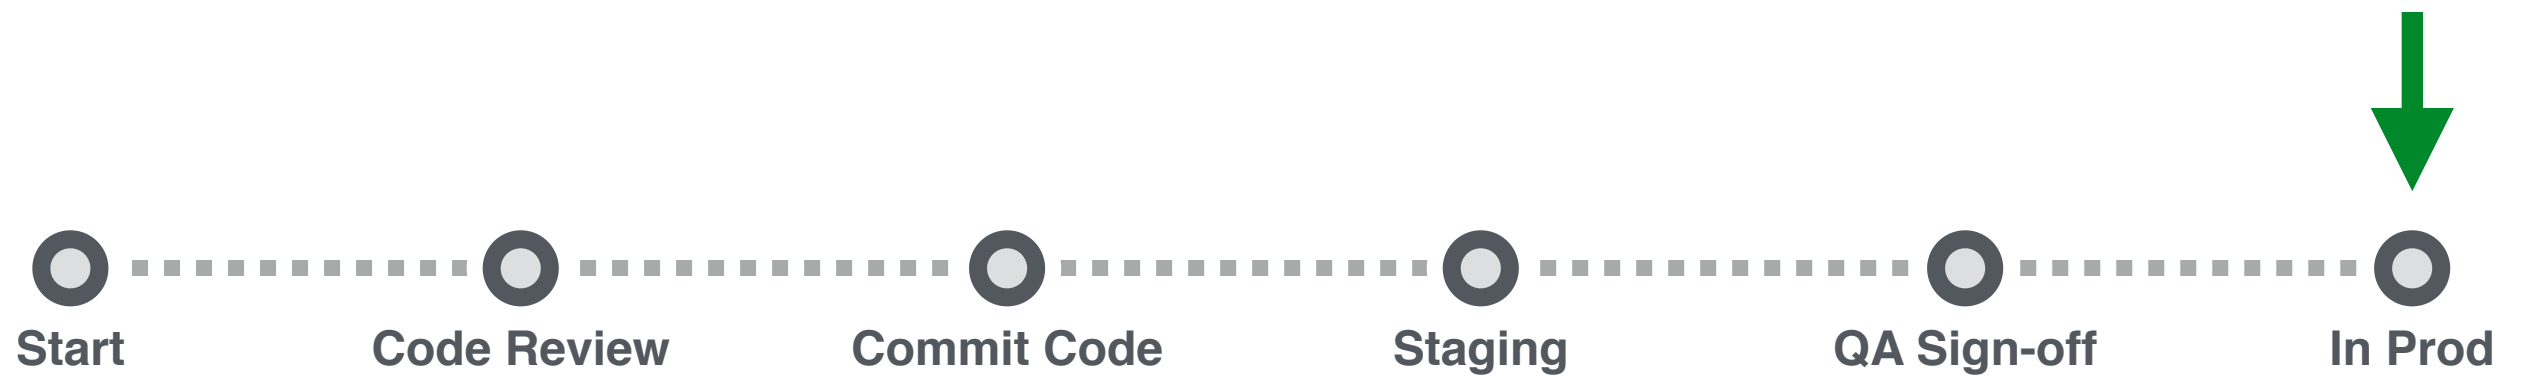 Start
Code Review
Commit Code
Staging
QA Sign-off
In Prod